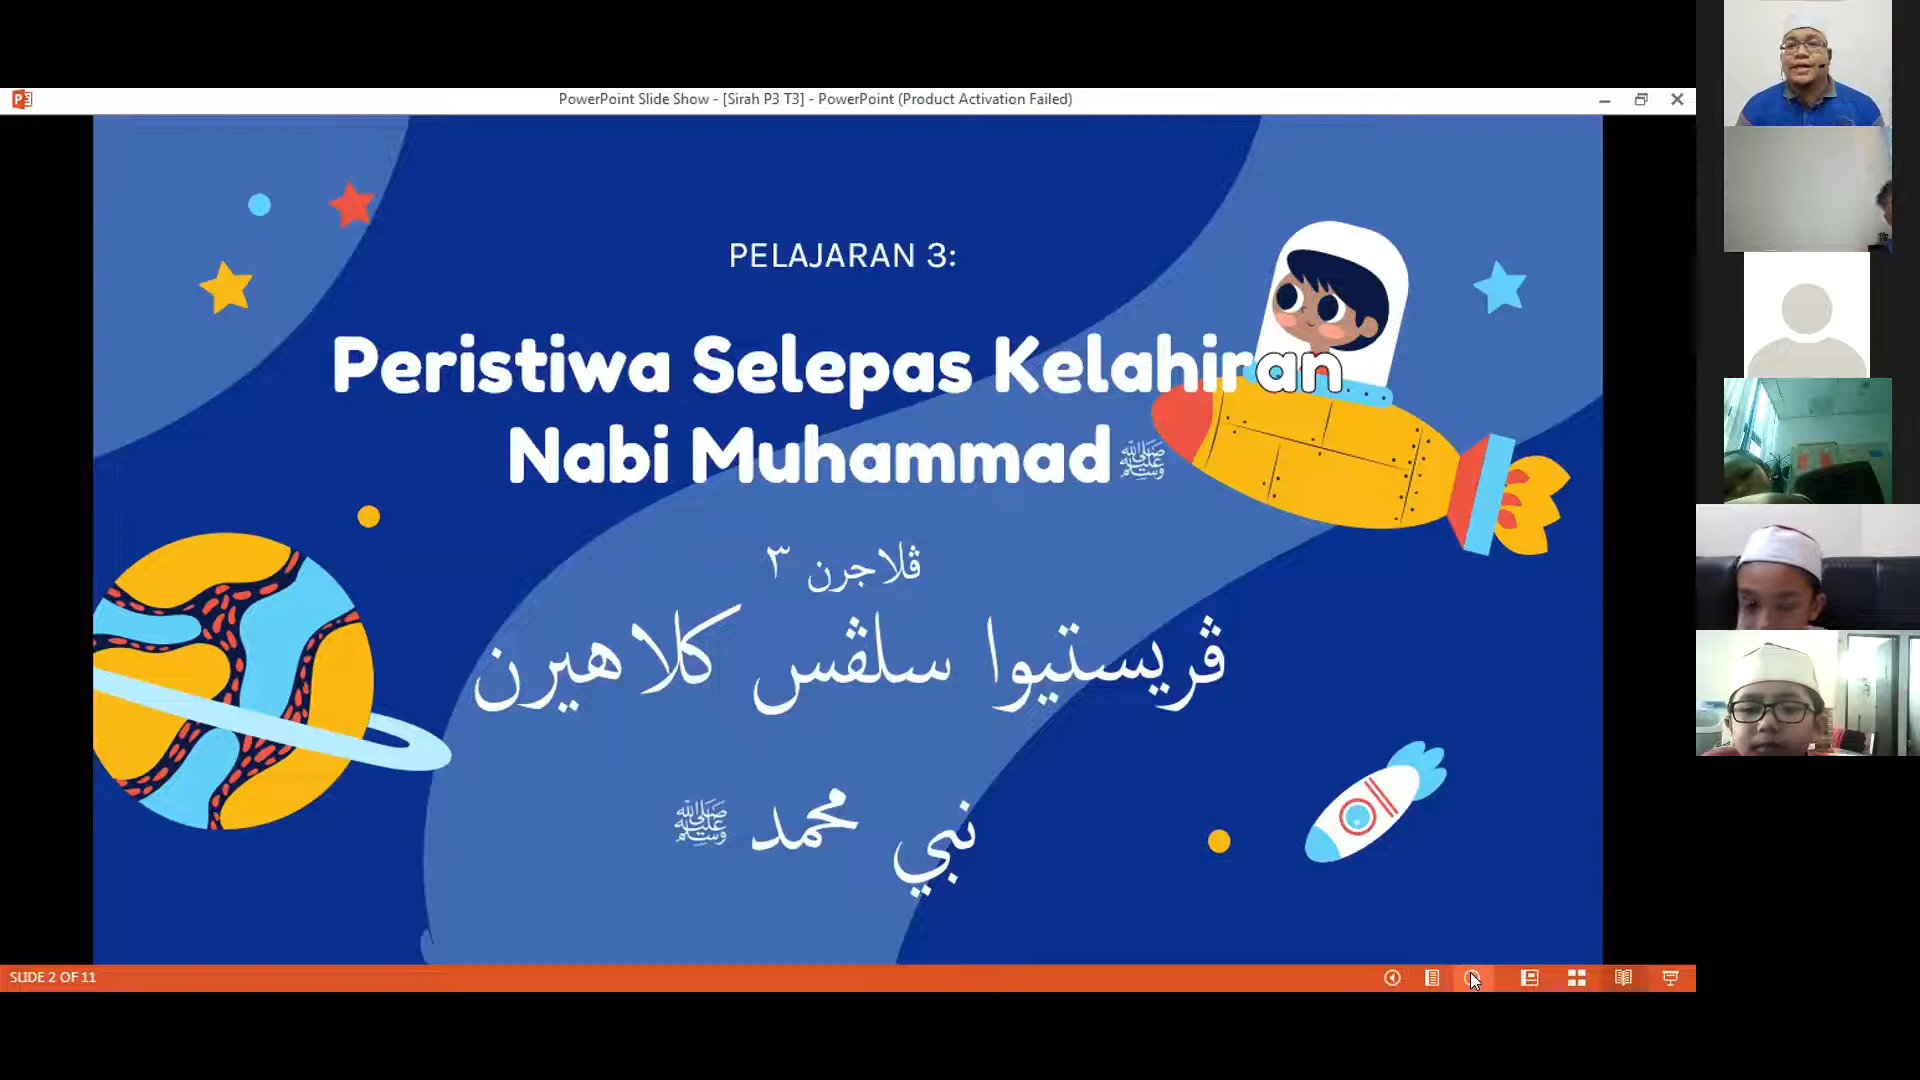 PowerPoint Slide Show - [Sirah P3 T3] - PowerPoint (Product Activation Failed)
PELAJARAN 3:
Peristiwa Selepas Kelahiran
Nabi Muhammad ﷺ
ڤلاجرن ٣
ڤريستيوا سلڤس كلاهيرن
نبي محمد ﷺ
SLIDE 2 OF 11